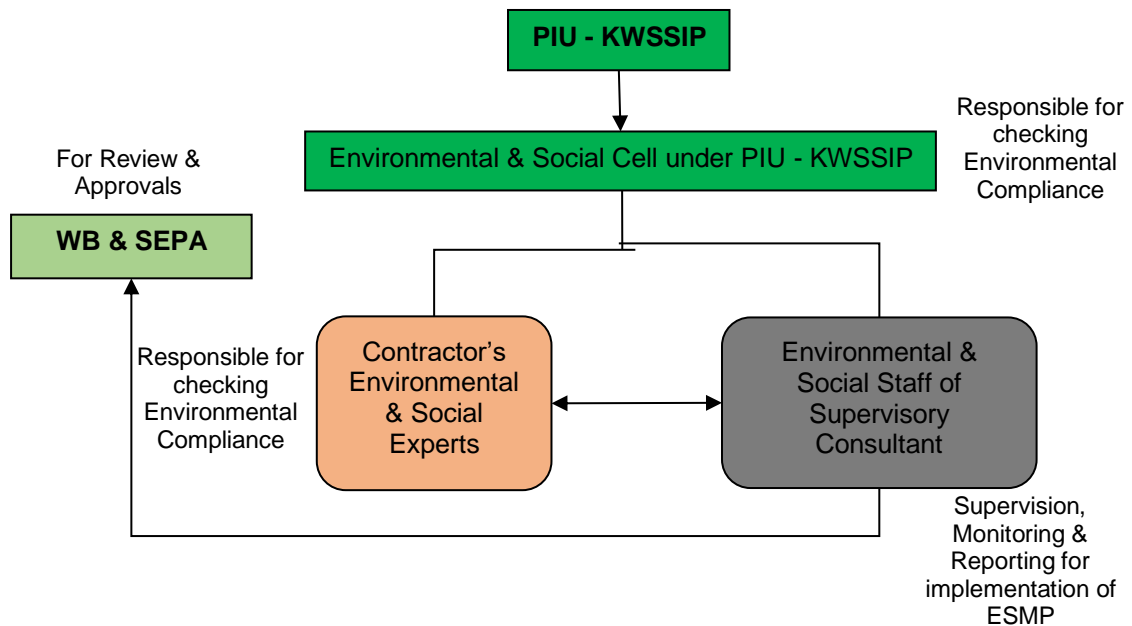 PIU - KWSSIP
Environmental & Social Cell under PIU - KWSSIP
Responsible for
checking
Environmental
Compliance
For Review &
Approvals
WB & SEPA
Responsible for
checking
Environmental
Compliance
Contractor's
Environmental
& Social
Experts
Environmental &
Social Staff of
Supervisory
Consultant
Supervision,
Monitoring &
Reporting for
implementation of
ESMP